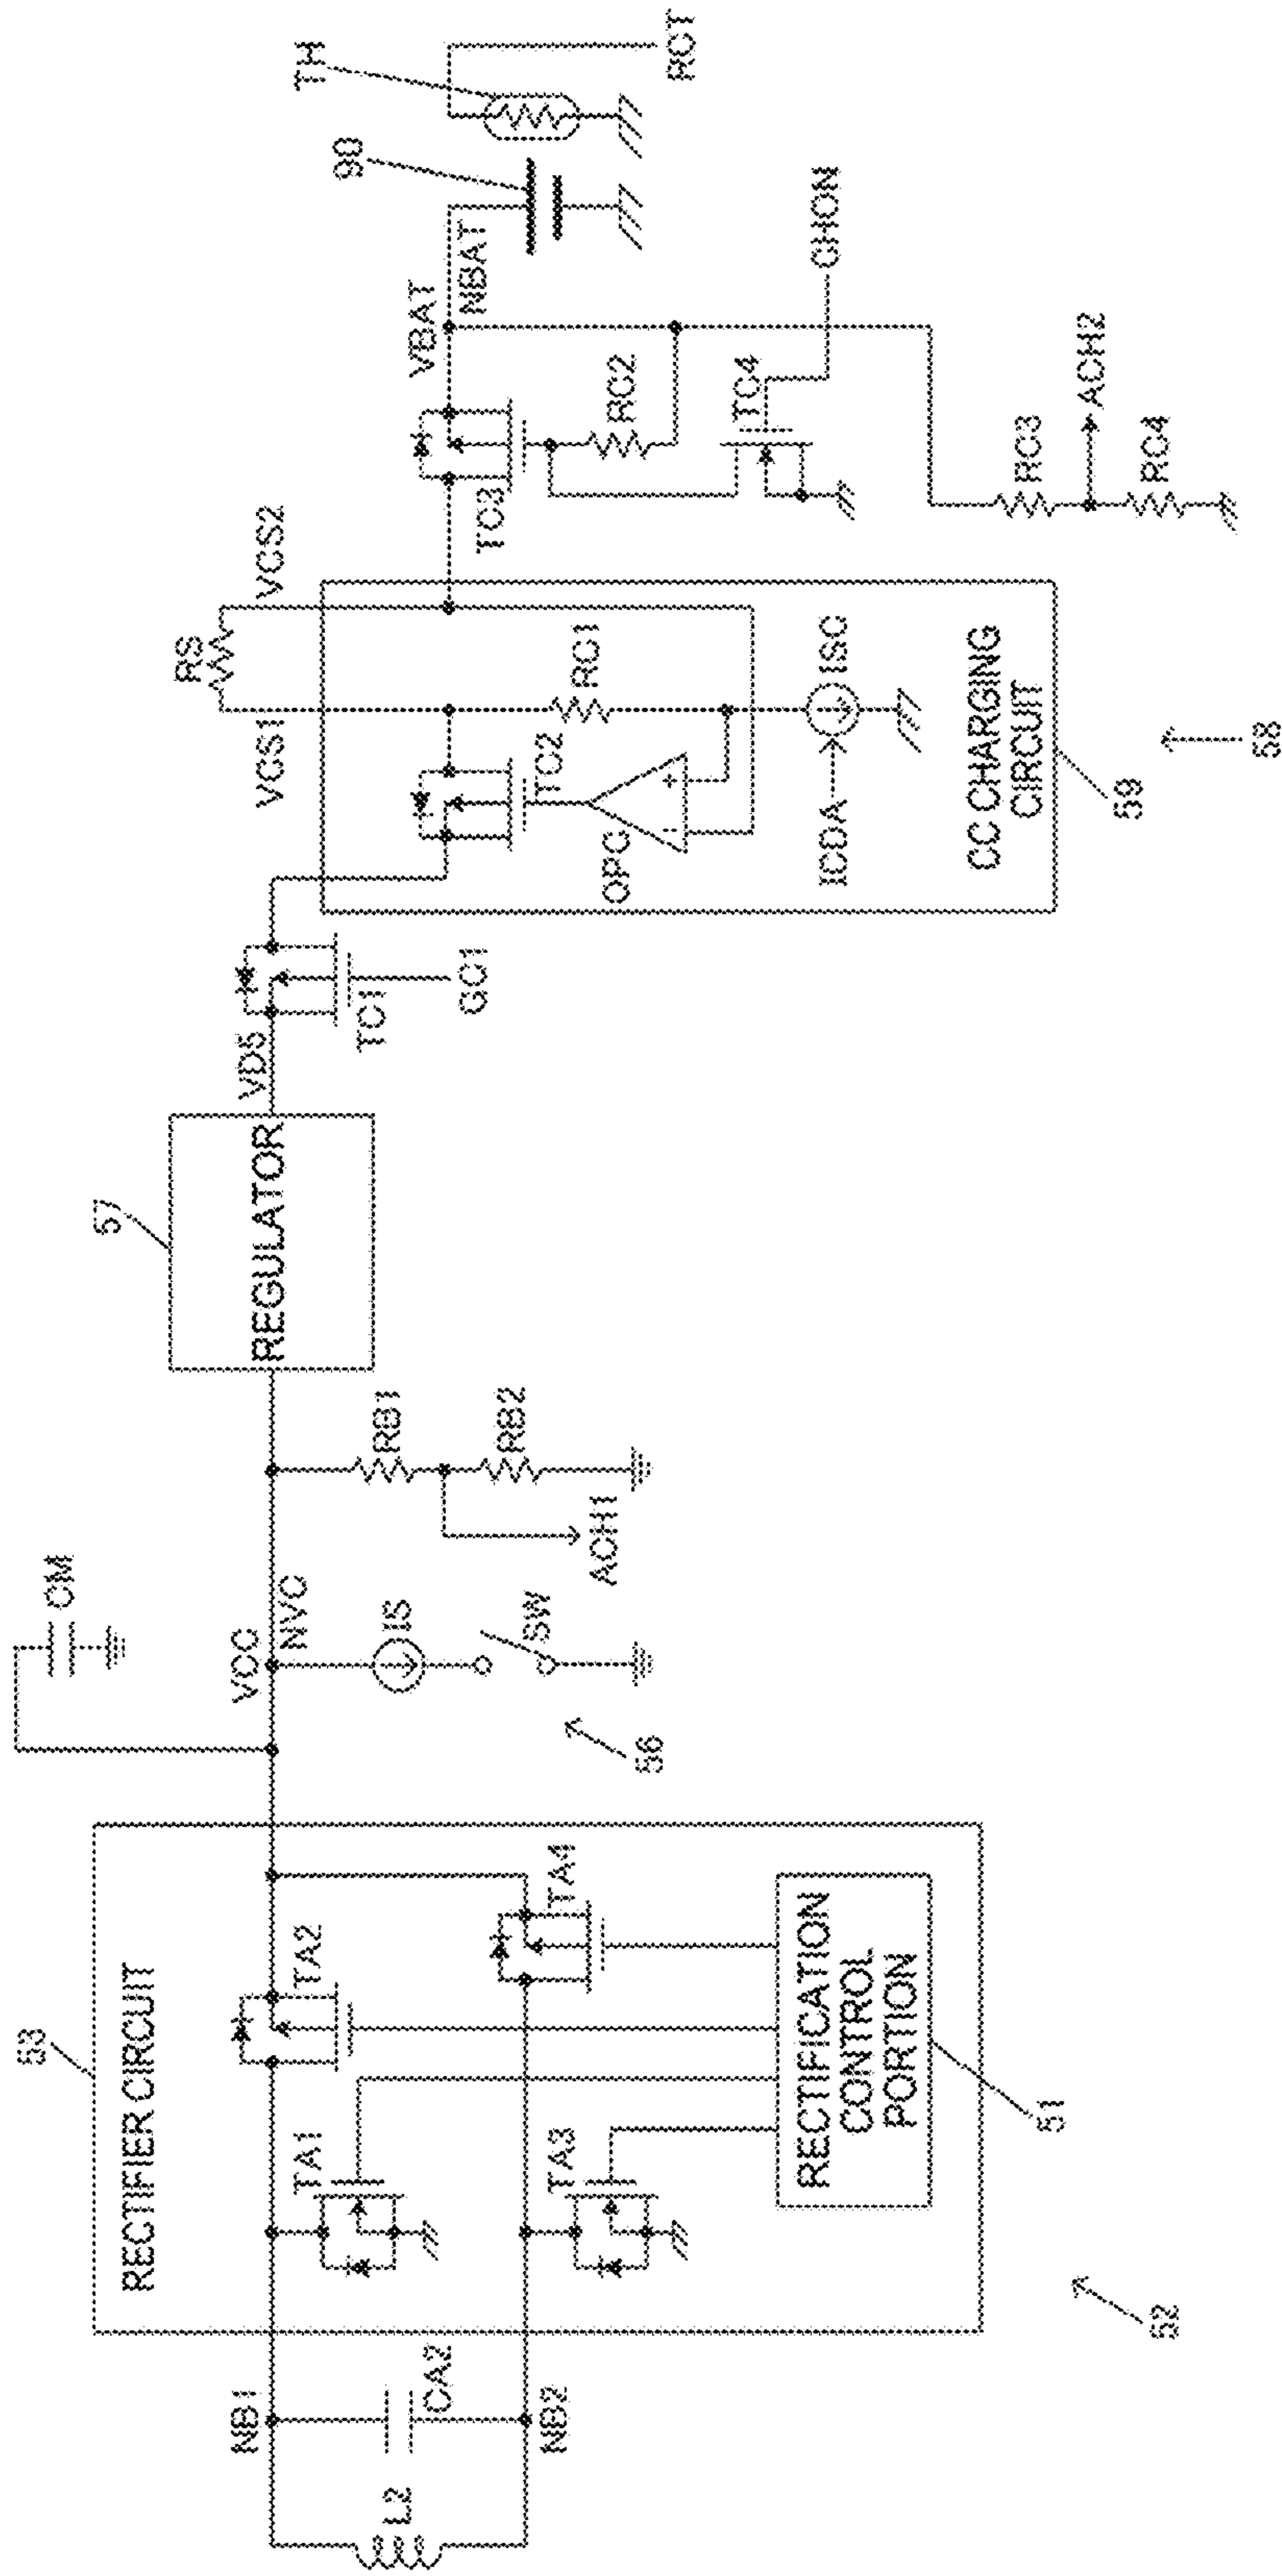 53
RECTIFIER CIRCUIT
NB1
L2
CA2
NB2
TA1
TA2
TA3
TA4
RECTIFICATION
CONTROL
PORTION
51
52
CM
VCC
NVC
IS
SW
56
RB1
RB2
ACH1
57
REGULATOR
VD5
TC1
GC1
RS
VCS1
VCS2
TC2
RC1
OPC
-
+
ICDA
ISC
CC CHARGING
CIRCUIT
59
58
TC3
VBAT
NBAT
RC2
TC4
CHON
RC3
ACH2
RC4
90
TH
RCT